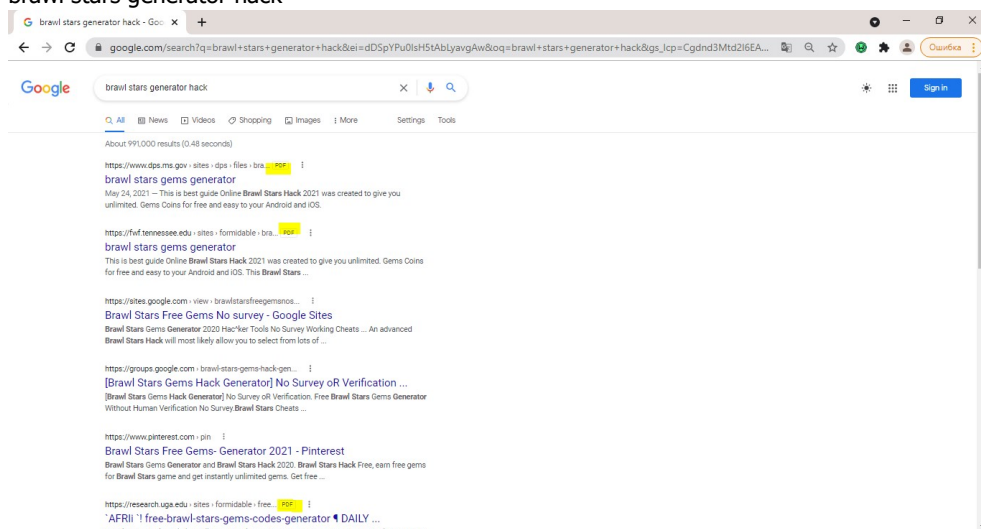 brawl stars generator hack
brawl stars generator hack - Goo
google.com/search?q=brawl+stars+generator+hack&ei=dDSpYPu0IsH5tAbLyavgAw&oq=brawl+stars+generator+hack&gs_lcp=Cgdnd3Mtd2l6EA...
Ошибка
Google
brawl stars generator hack
Sign in
All News Videos Shopping Images More Settings Tools
About 991,000 results (0.48 seconds)
https://www.dps.ms.gov › sites › dps › files › bra... PDF
brawl stars gems generator
May 24, 2021 — This is best guide Online Brawl Stars Hack 2021 was created to give you
unlimited. Gems Coins for free and easy to your Android and iOS.
https://fwf.tennessee.edu › sites › formidable › bra... PDF
brawl stars gems generator
This is best guide Online Brawl Stars Hack 2021 was created to give you unlimited. Gems Coins
for free and easy to your Android and iOS. This Brawl Stars ...
https://sites.google.com › view › brawlstarsfreegemsnos...
Brawl Stars Free Gems No survey - Google Sites
Brawl Stars Gems Generator 2020 Hac^ker Tools No Survey Working Cheats ... An advanced
Brawl Stars Hack will most likely allow you to select from lots of ...
https://groups.google.com › brawl-stars-gems-hack-gen...
[Brawl Stars Gems Hack Generator] No Survey oR Verification ...
[Brawl Stars Gems Hack Generator] No Survey oR Verification. Free Brawl Stars Gems Generator
Without Human Verification No Survey.Brawl Stars Cheats ...
https://www.pinterest.com › pin
Brawl Stars Free Gems- Generator 2021 - Pinterest
Brawl Stars Gems Generator and Brawl Stars Hack 2020. Brawl Stars Hack Free, earn free gems
for Brawl Stars game and get instantly unlimited gems. Get free ...
https://research.uga.edu › sites › formidable › free... PDF
`AFRIi `! free-brawl-stars-gems-codes-generator ¶ DAILY ...